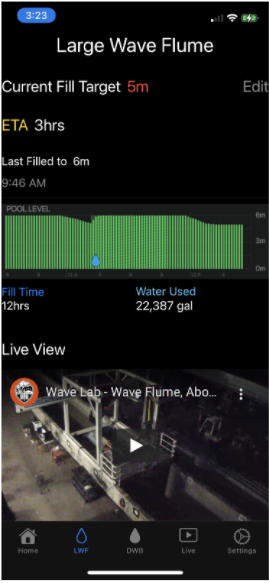 3:23
Large Wave Flume
Current Fill Target 5m Edit
ETA 3hrs
Last Filled to 6m
9:46 AM
POOL LEVEL
6m
3m
0m
Fill Time Water Used
12hrs 22,387 gal
Live View
Wave Lab - Wave Flume, Abo...
Home LWF DWB Live Settings